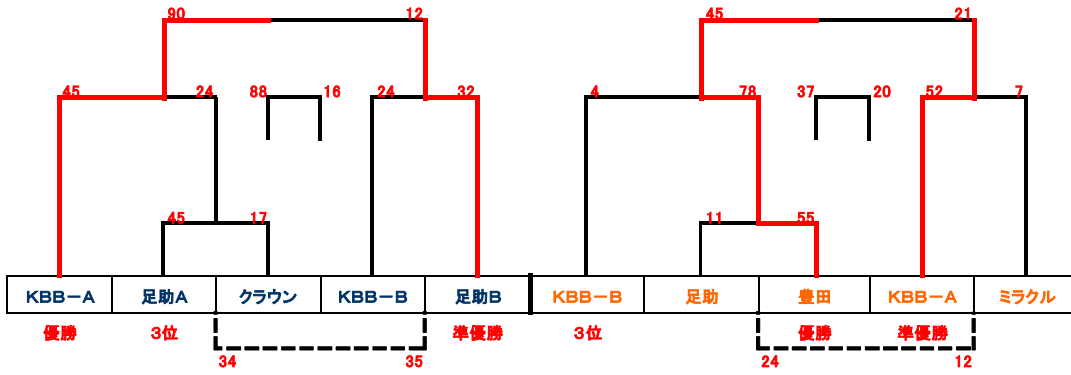 90 12 45 21
45 24 88 16 24 32 4 78 37 20 52 7
45 17 11 55
KBB-A 足助A クラウン KBB-B 足助B KBB-B 足助 豊田 KBB-A ミラクル
優勝 3位 準優勝 3位 優勝 準優勝
34 35 24 12